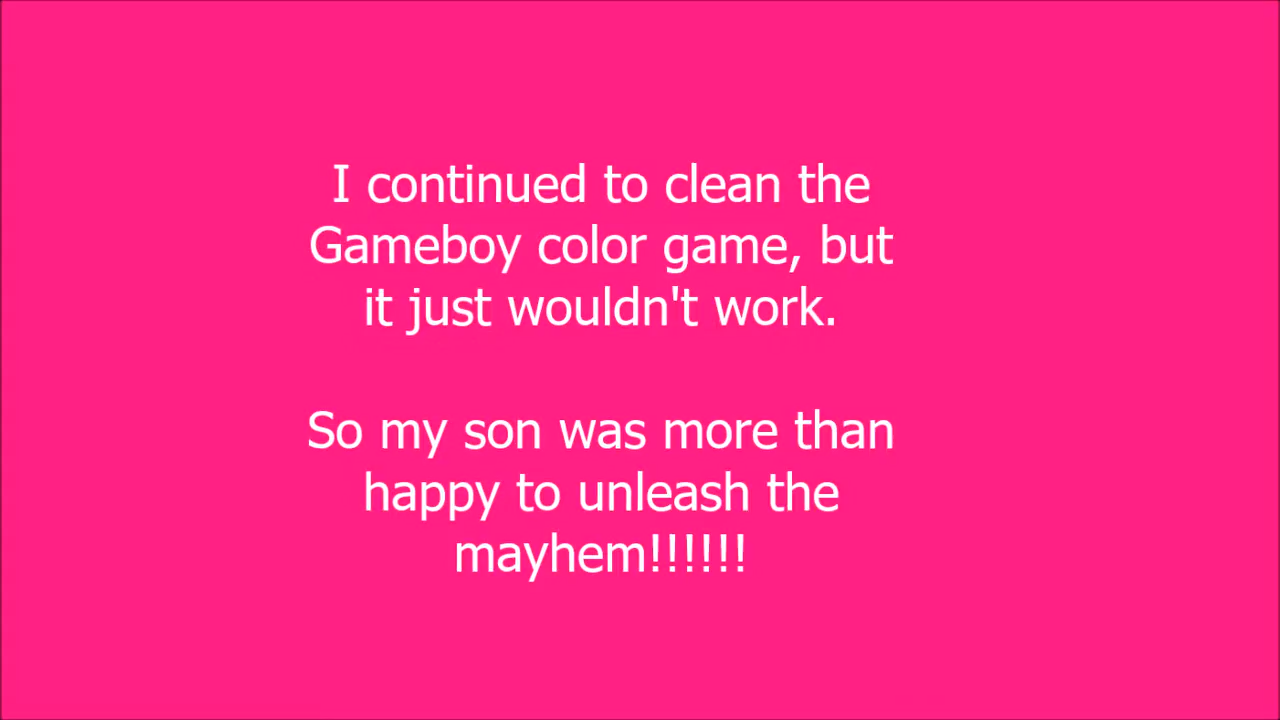 I continued to clean the
Gameboy color game, but
it just wouldn't work.
So my son was more than
happy to unleash the
mayhem!!!!!!